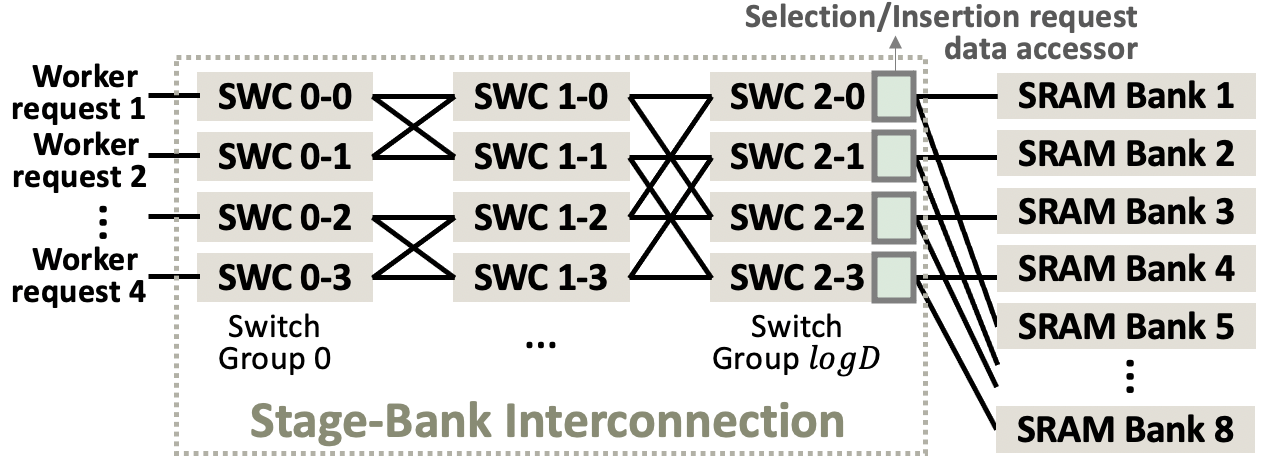 Selection/Insertion request
data accessor
Worker
request 1
SWC 0-0
SWC 1-0
SWC 2-0
SRAM Bank 1
Worker
request 2
SWC 0-1
SWC 1-1
SWC 2-1
SRAM Bank 2
⋮
SWC 0-2
SWC 1-2
SWC 2-2
SRAM Bank 3
Worker
request 4
SWC 0-3
SWC 1-3
SWC 2-3
SRAM Bank 4
Switch
Group 0
...
Switch
Group logD
SRAM Bank 5
⋮
SRAM Bank 8
Stage-Bank Interconnection